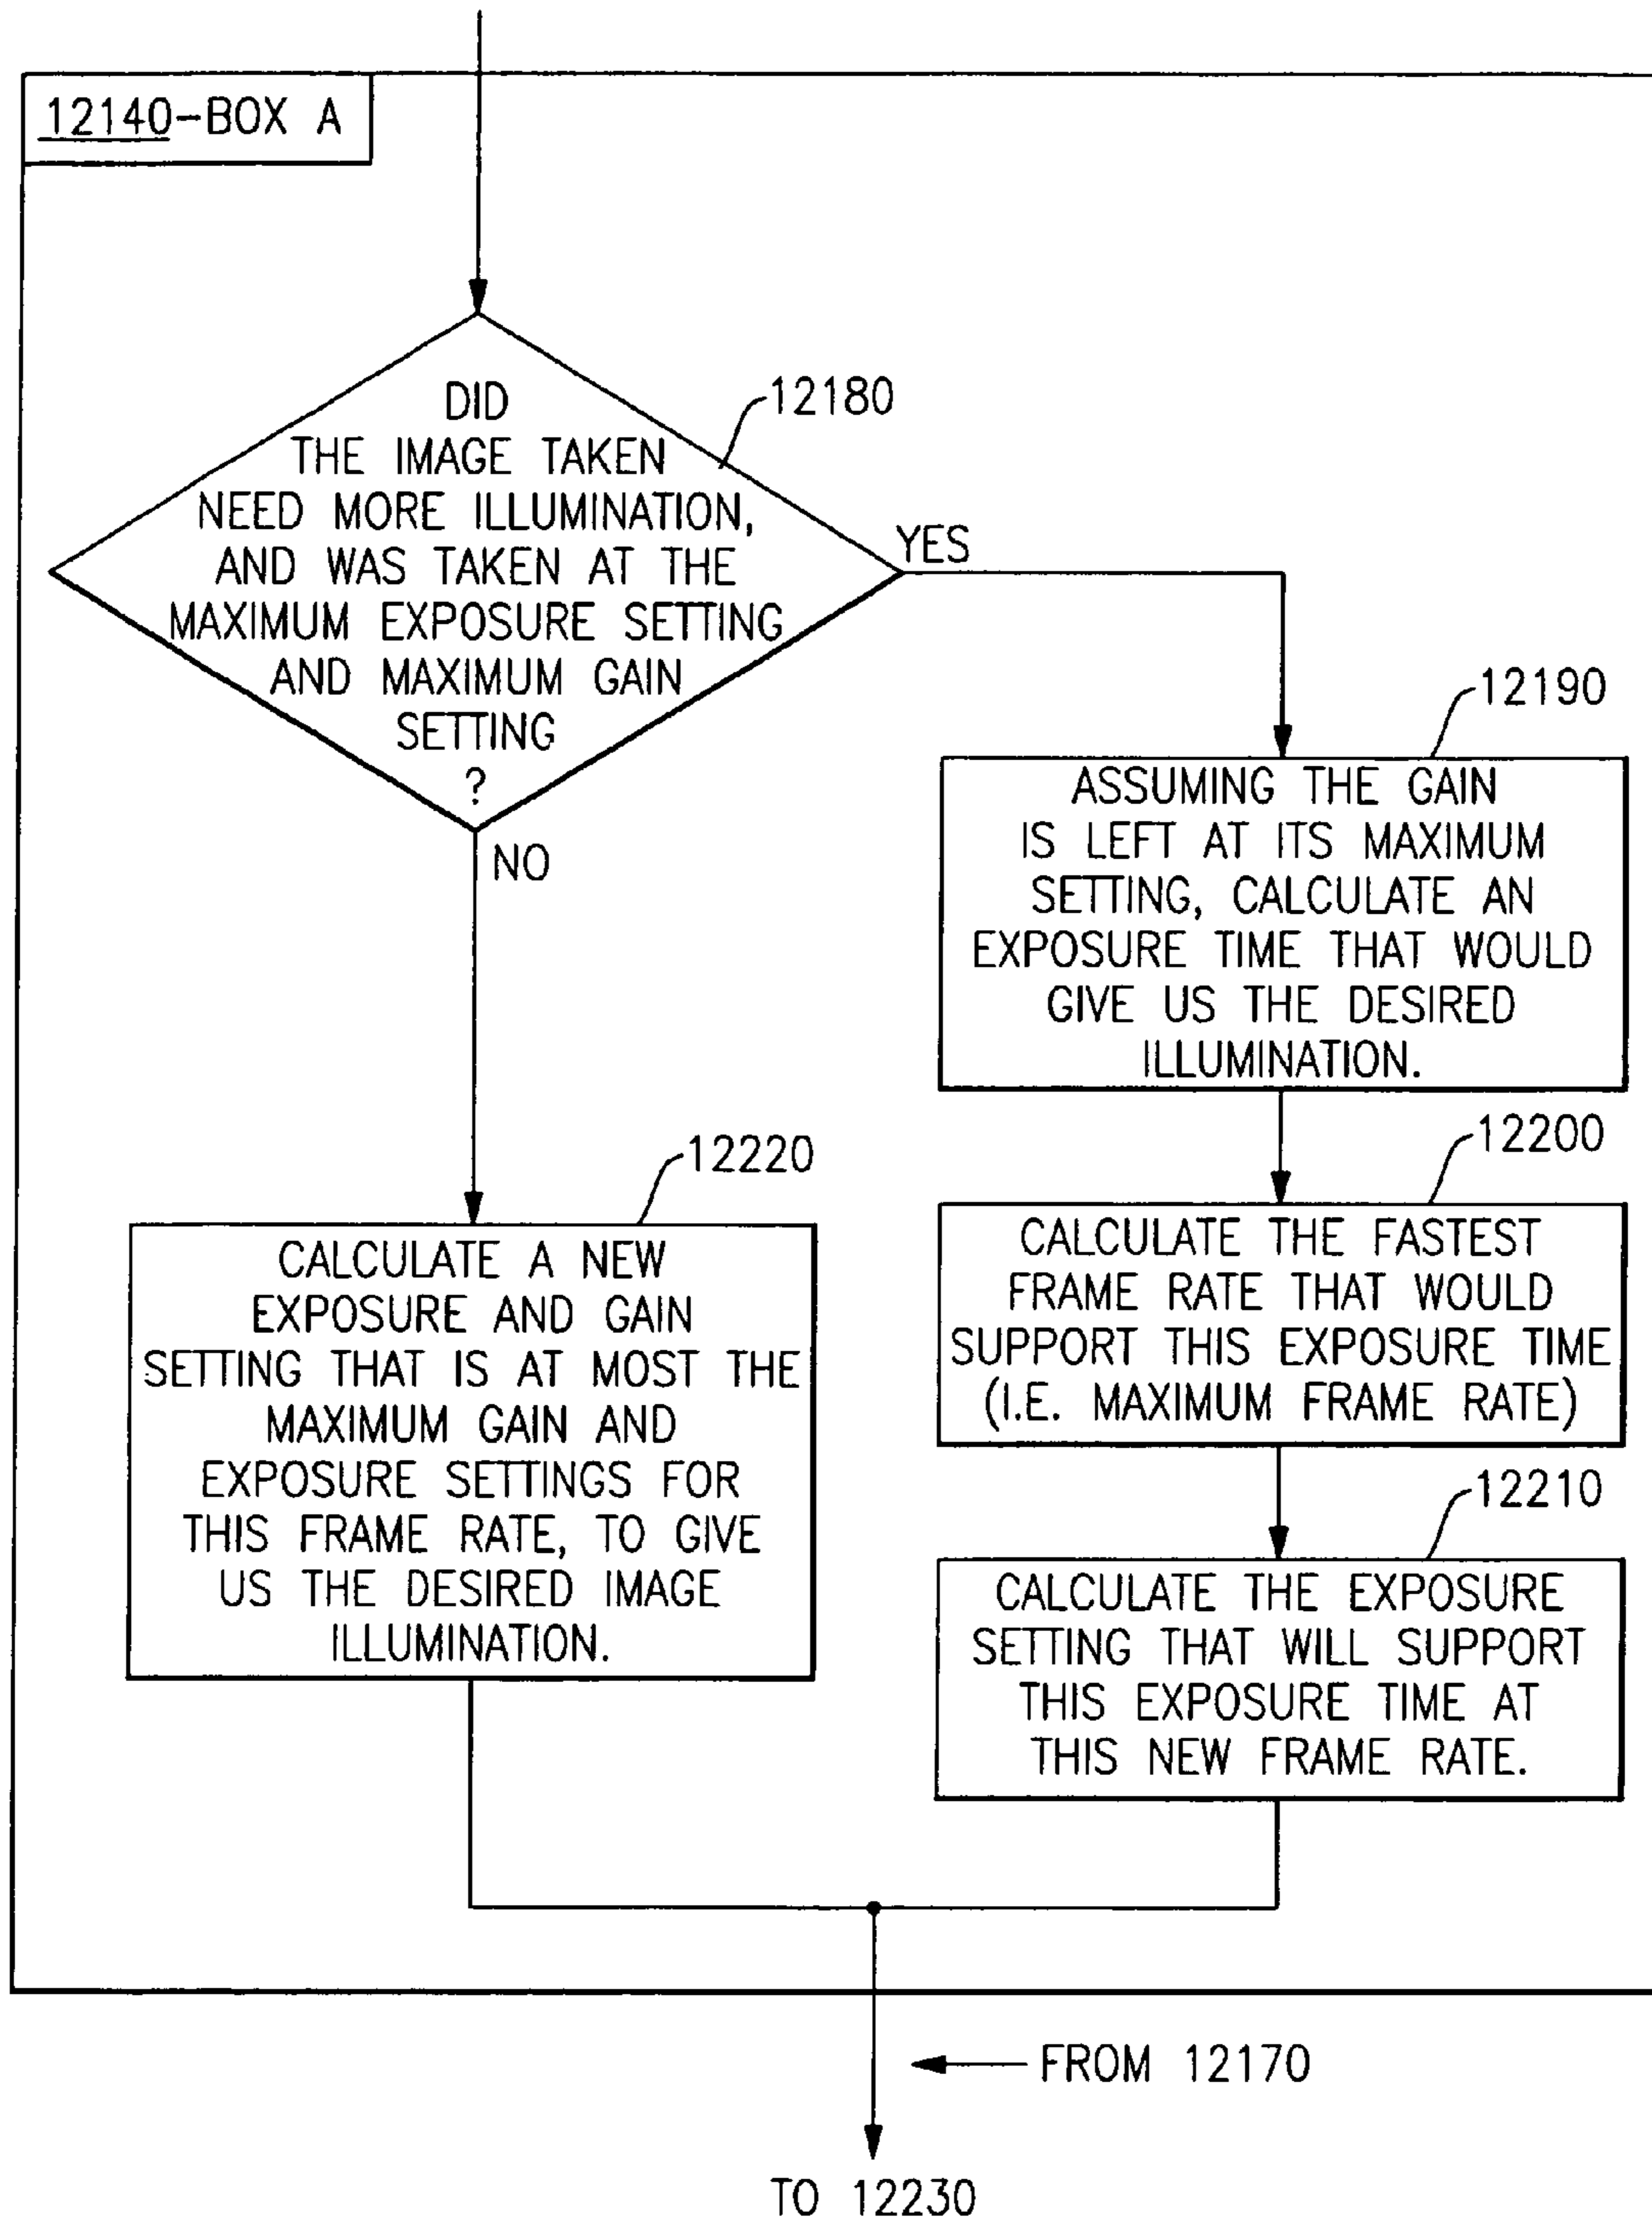 12140-BOX A
DID
THE IMAGE TAKEN
NEED MORE ILLUMINATION,
AND WAS TAKEN AT THE
MAXIMUM EXPOSURE SETTING
AND MAXIMUM GAIN
SETTING
?
12180
YES
NO
12190
ASSUMING THE GAIN
IS LEFT AT ITS MAXIMUM
SETTING, CALCULATE AN
EXPOSURE TIME THAT WOULD
GIVE US THE DESIRED
ILLUMINATION.
12200
CALCULATE THE FASTEST
FRAME RATE THAT WOULD
SUPPORT THIS EXPOSURE TIME
(I.E. MAXIMUM FRAME RATE)
12210
CALCULATE THE EXPOSURE
SETTING THAT WILL SUPPORT
THIS EXPOSURE TIME AT
THIS NEW FRAME RATE.
12220
CALCULATE A NEW
EXPOSURE AND GAIN
SETTING THAT IS AT MOST THE
MAXIMUM GAIN AND
EXPOSURE SETTINGS FOR
THIS FRAME RATE, TO GIVE
US THE DESIRED IMAGE
ILLUMINATION.
FROM 12170
TO 12230